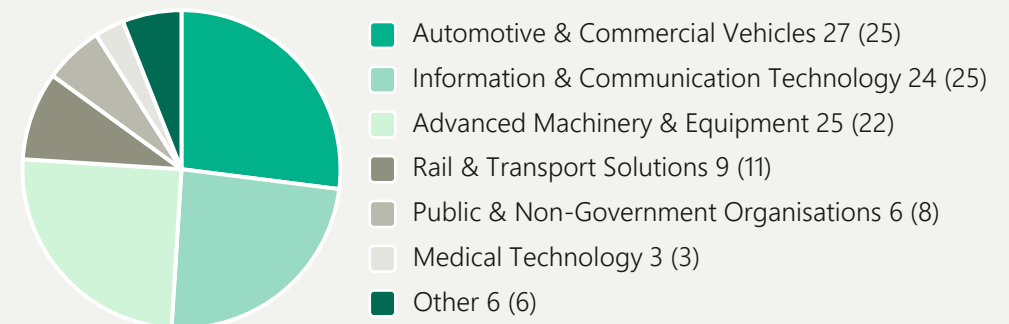 Automotive & Commercial Vehicles 27 (25)
Information & Communication Technology 24 (25)
Advanced Machinery & Equipment 25 (22)
Rail & Transport Solutions 9 (11)
Public & Non-Government Organisations 6 (8)
Medical Technology 3 (3)
Other 6 (6)